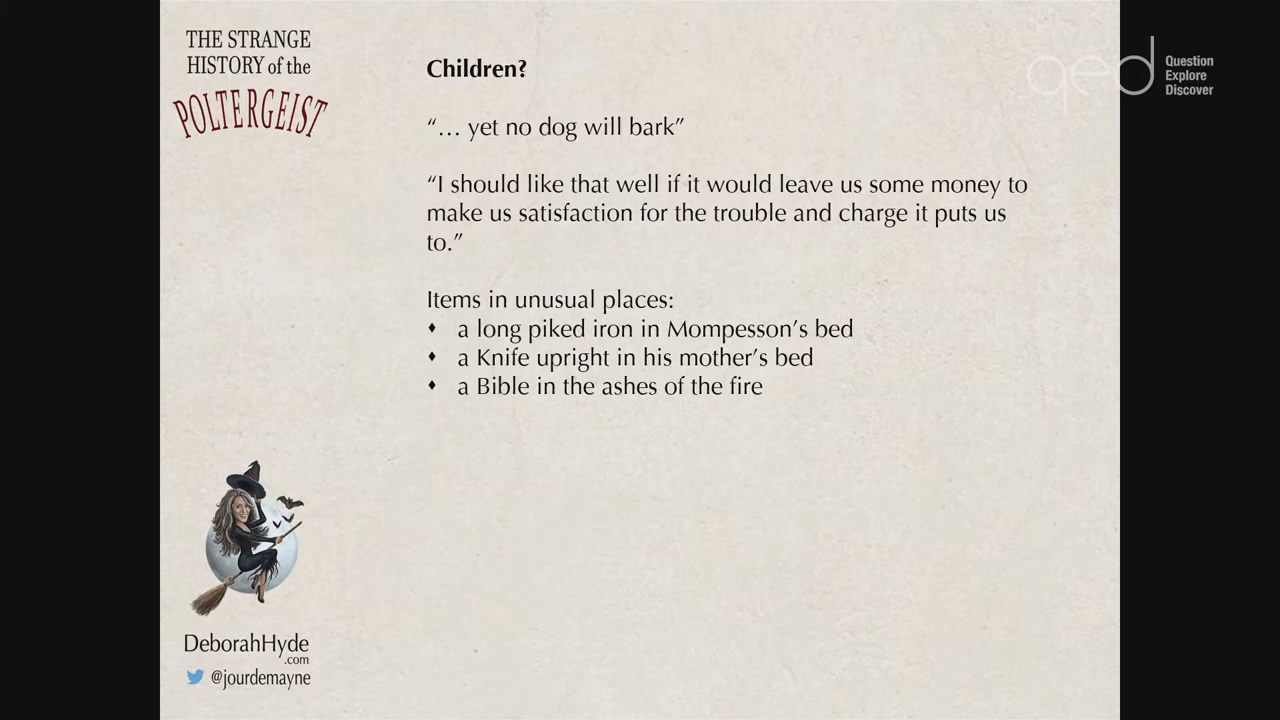 THE STRANGE
HISTORY of the
POLTERGEIST
Children?
“… yet no dog will bark”
“I should like that well if it would leave us some money to
make us satisfaction for the trouble and charge it puts us
to.”
Items in unusual places:
a long piked iron in Mompesson’s bed
a Knife upright in his mother’s bed
a Bible in the ashes of the fire
qed
Question
Explore
Discover
DeborahHyde
.com
@jourdemayne